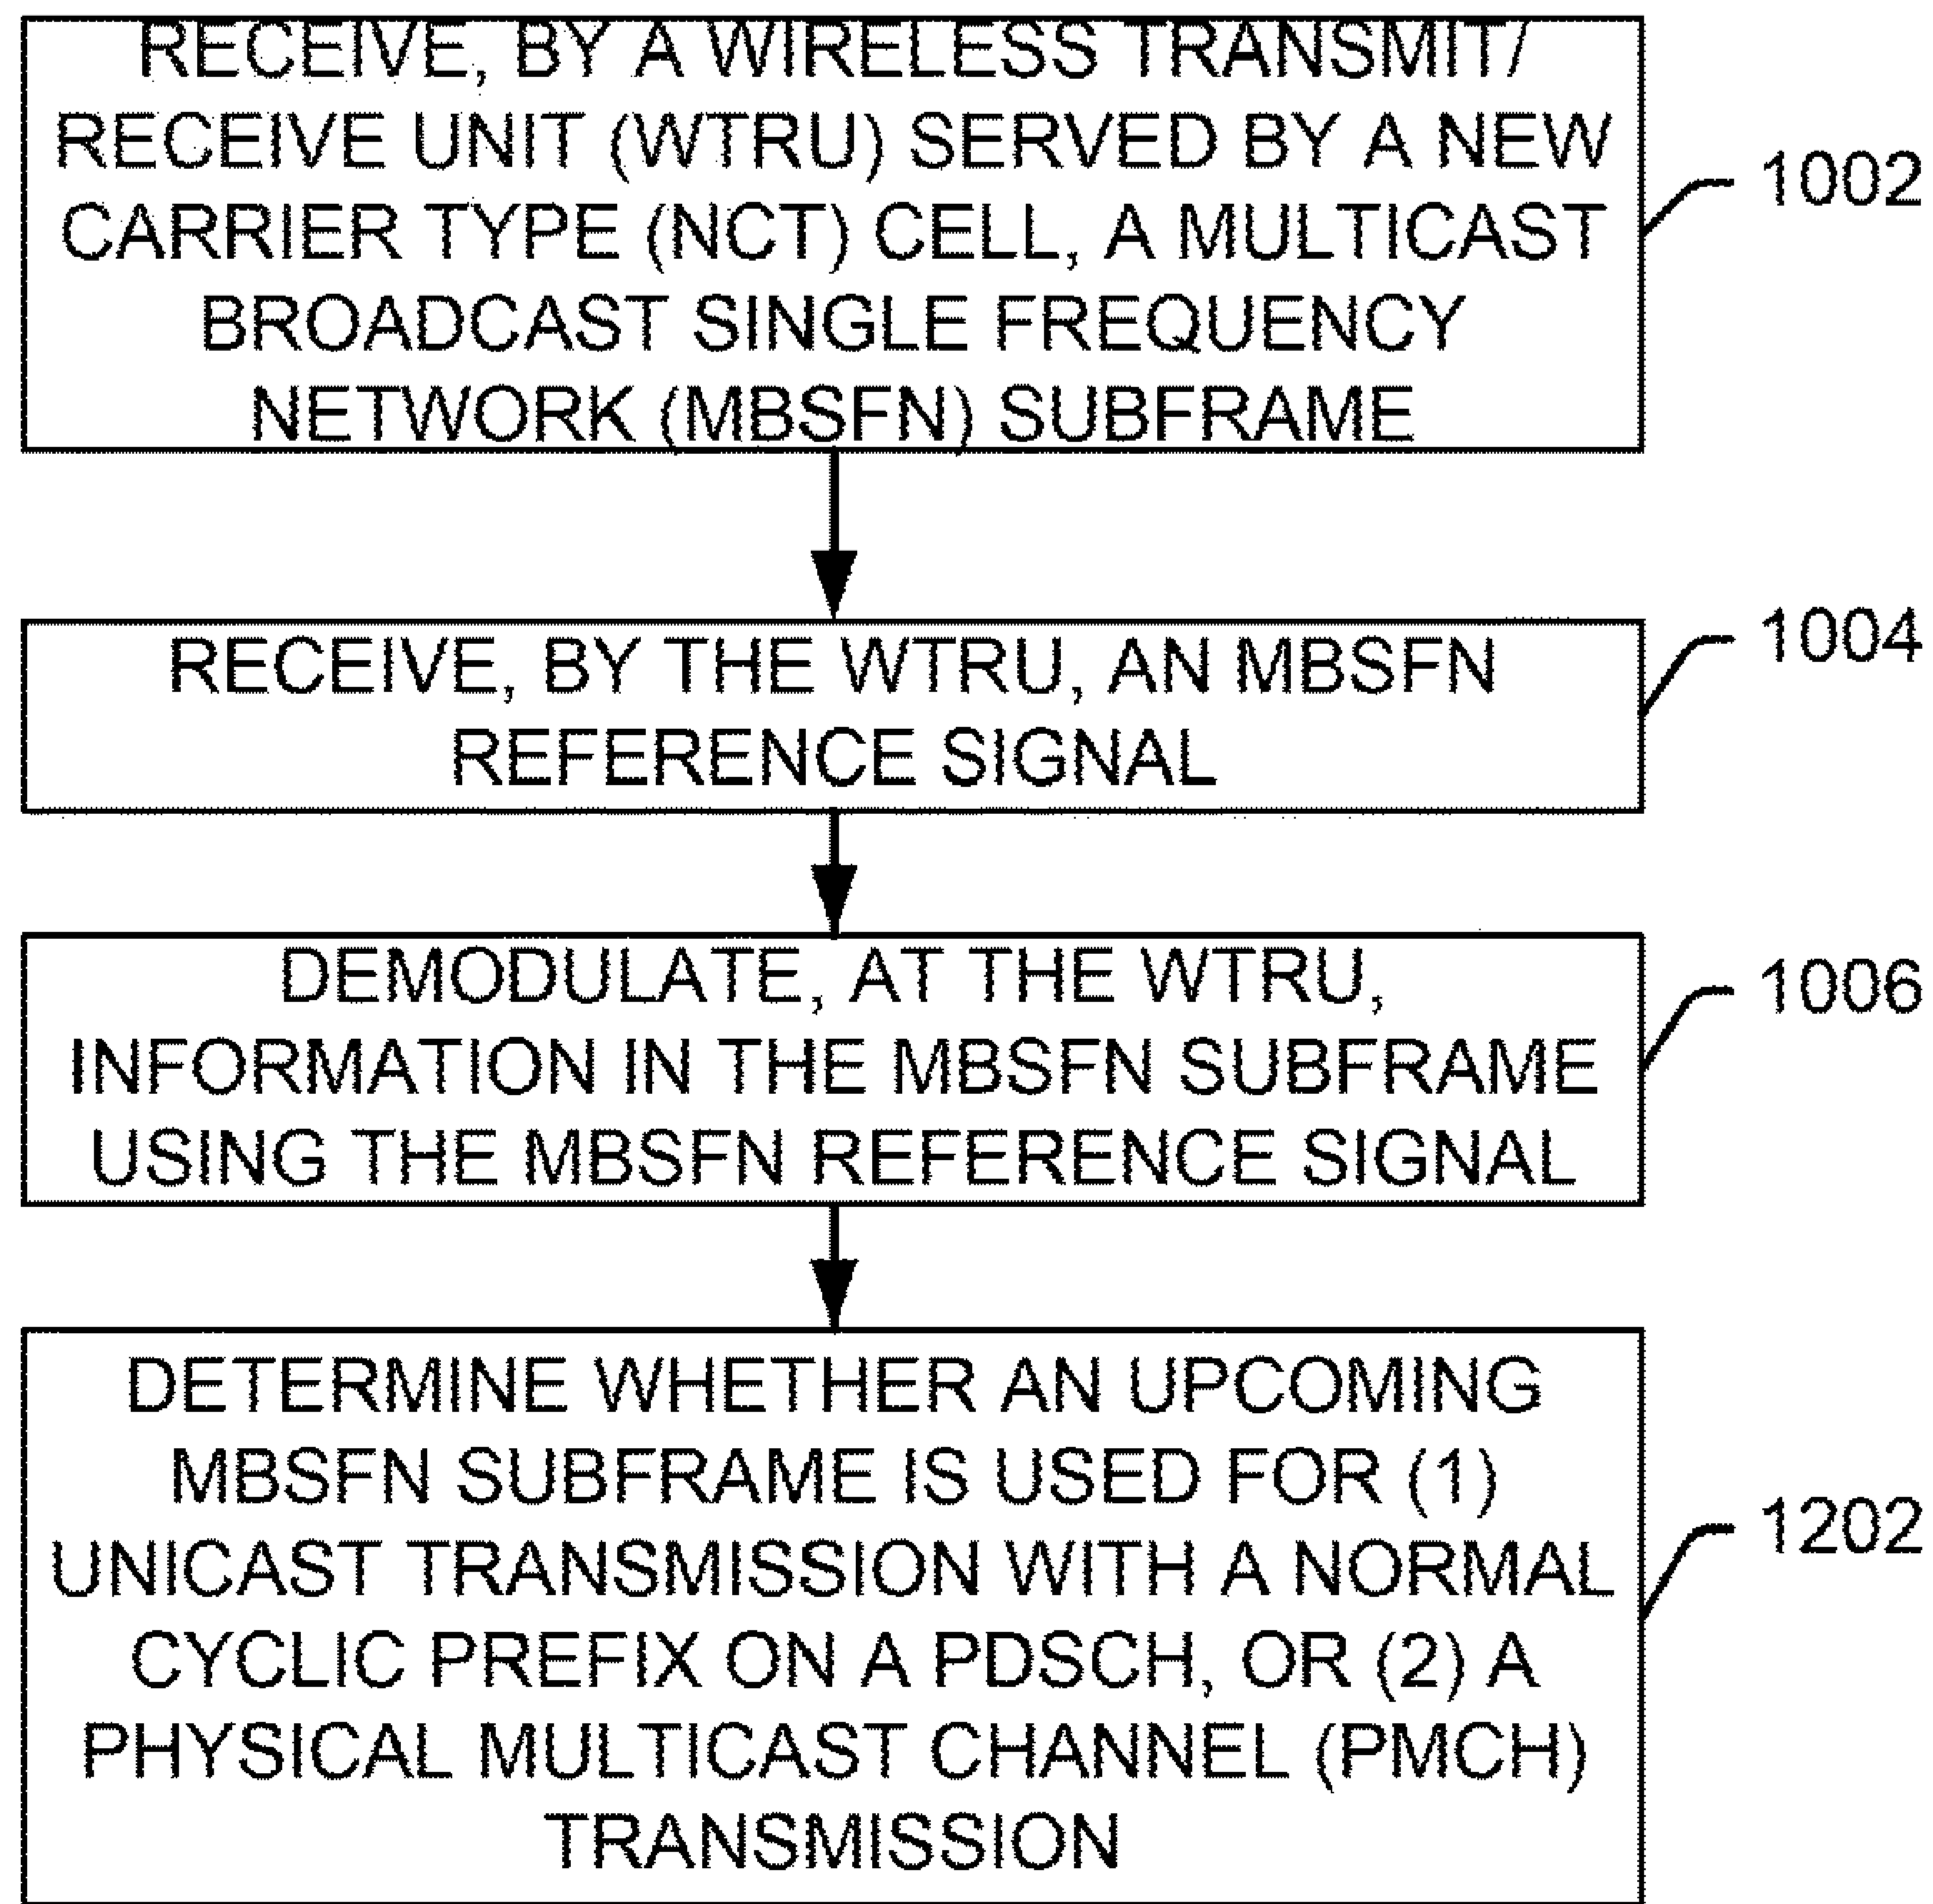 RECEIVE, BY A WIRELESS TRANSMIT/
RECEIVE UNIT (WTRU) SERVED BY A NEW
CARRIER TYPE (NCT) CELL, A MULTICAST
BROADCAST SINGLE FREQUENCY
NETWORK (MBSFN) SUBFRAME
1002
RECEIVE, BY THE WTRU, AN MBSFN
REFERENCE SIGNAL
1004
DEMODULATE, AT THE WTRU,
INFORMATION IN THE MBSFN SUBFRAME
USING THE MBSFN REFERENCE SIGNAL
1006
DETERMINE WHETHER AN UPCOMING
MBSFN SUBFRAME IS USED FOR (1)
UNICAST TRANSMISSION WITH A NORMAL
CYCLIC PREFIX ON A PDSCH, OR (2) A
PHYSICAL MULTICAST CHANNEL (PMCH)
TRANSMISSION
1202